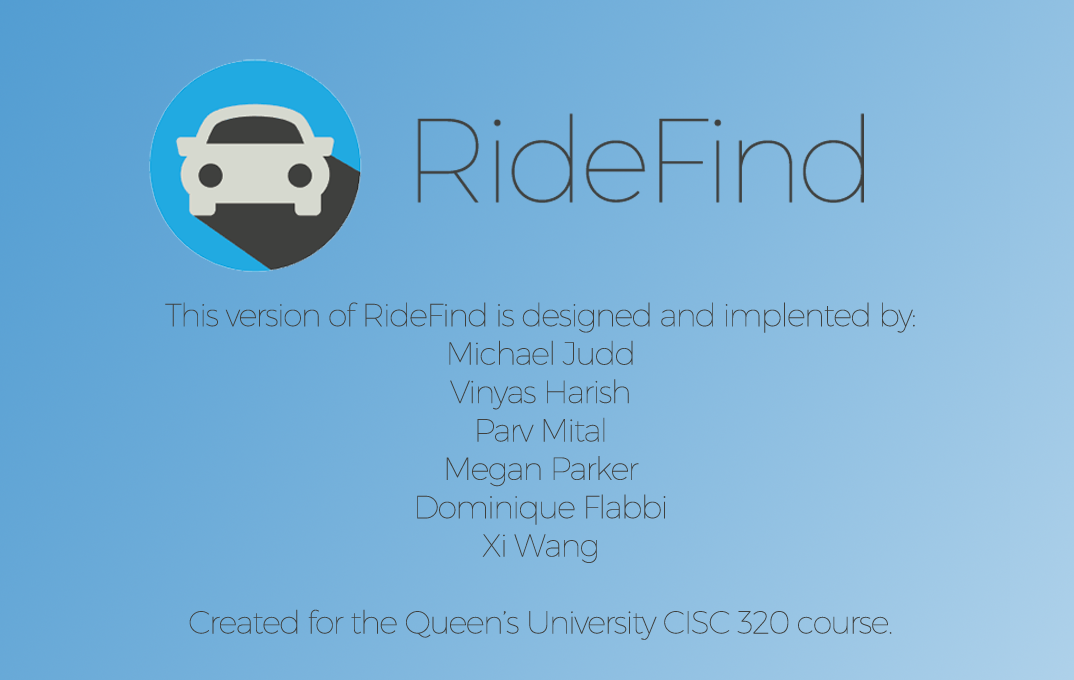 RideFind
This version of RideFind is designed and implented by:
Michael Judd
Vinyas Harish
Parv Mital
Megan Parker
Dominique Flabbi
Xi Wang
Created for the Queen's University CISC 320 course.